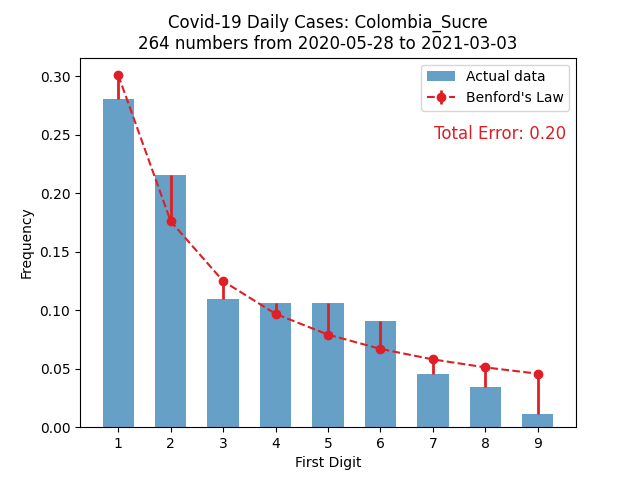 Covid-19 Daily Cases: Colombia_Sucre
264 numbers from 2020-05-28 to 2021-03-03
Actual data
Benford's Law
Total Error: 0.20
Frequency
0.30
0.25
0.20
0.15
0.10
0.05
0.00
1 2 3 4 5 6 7 8 9
First Digit